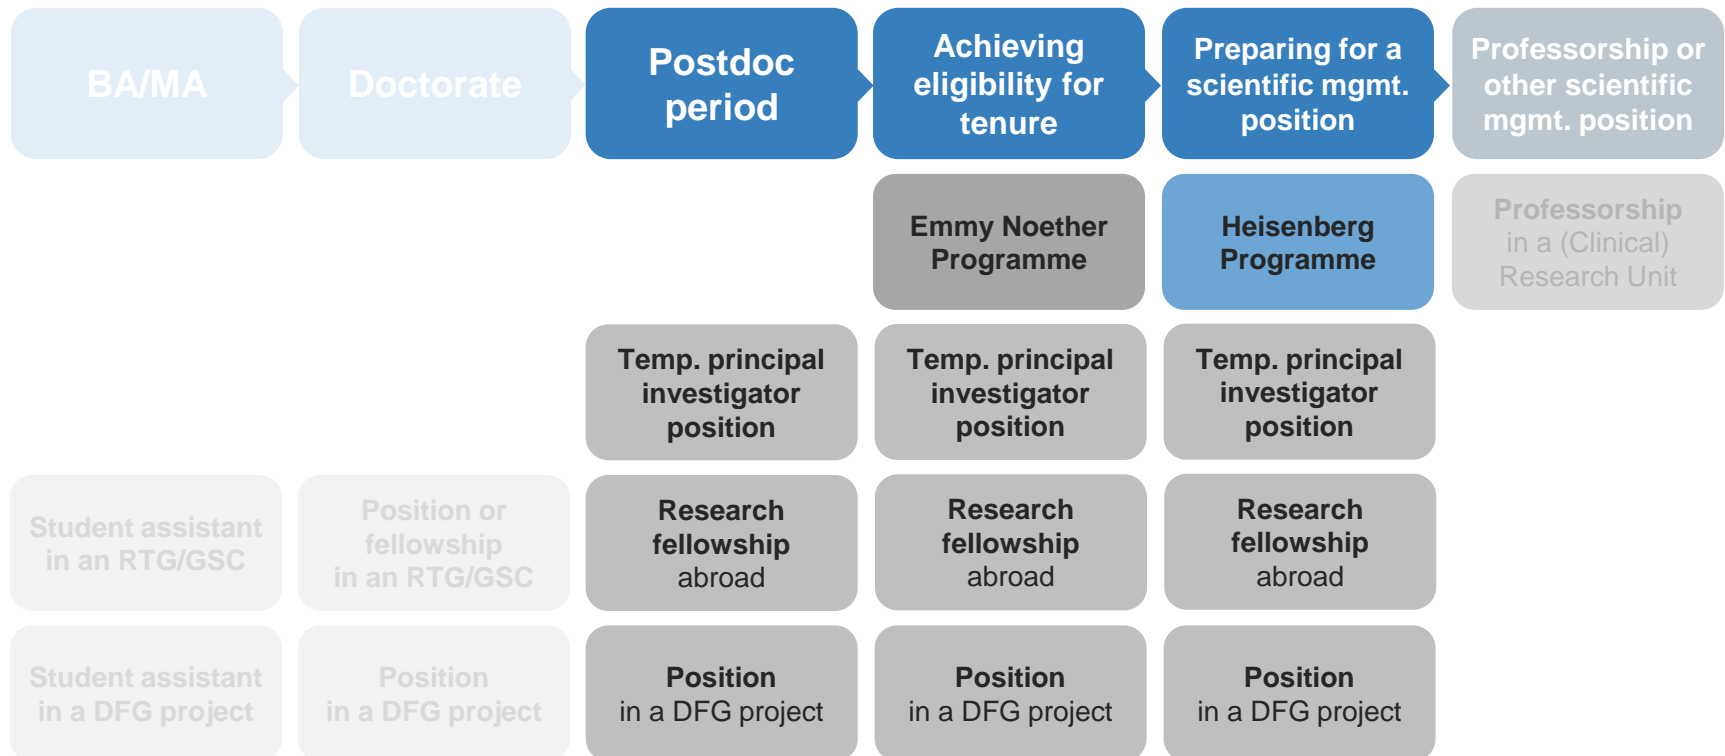 BA/MA
Doctorate
Postdoc
period
Achieving
eligibility for
tenure
Preparing for a
scientific mgmt.
position
Professorship or
other scientific
mgmt. position
Emmy Noether
Programme
Heisenberg
Programme
Professorship
in a (Clinical)
Research Unit
Temp. principal
investigator
position
Temp. principal
investigator
position
Temp. principal
investigator
position
Student assistant
in an RTG/GSC
Position or
fellowship
in an RTG/GSC
Research
fellowship
abroad
Research
fellowship
abroad
Research
fellowship
abroad
Student assistant
in a DFG project
Position
in a DFG project
Position
in a DFG project
Position
in a DFG project
Position
in a DFG project